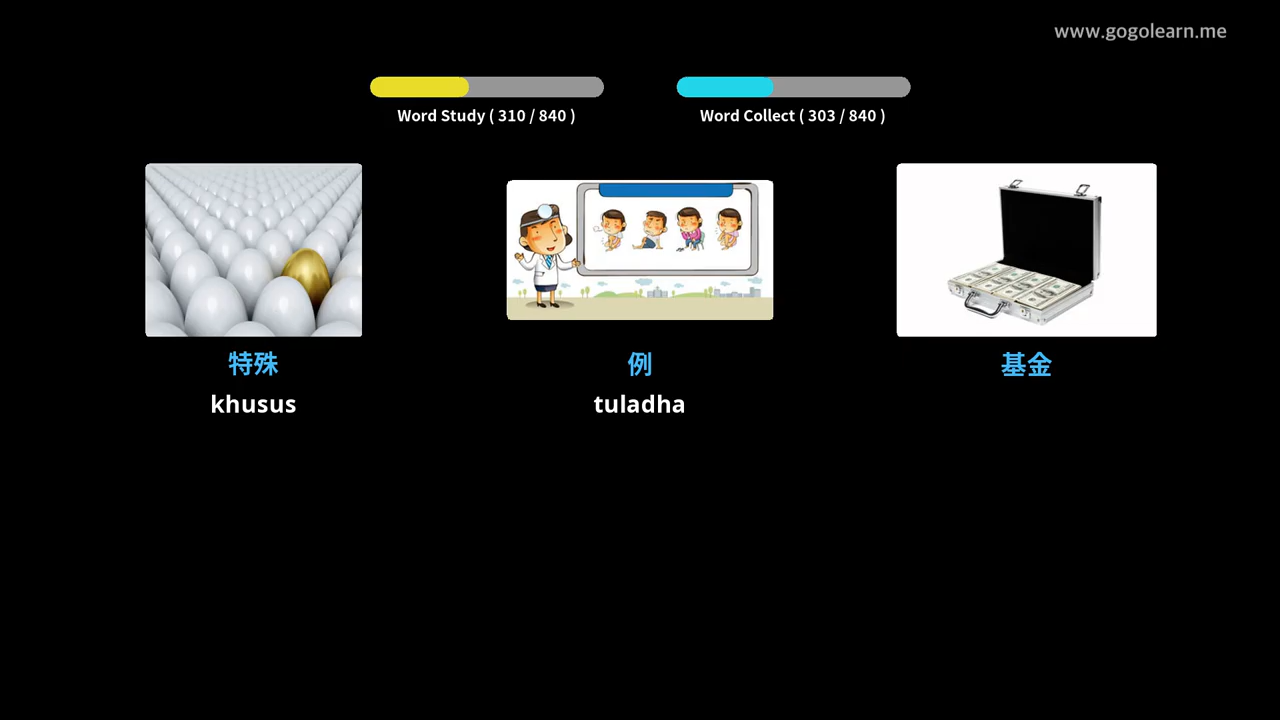 www.gogolearn.me
Word Study ( 310 / 840 )
Word Collect ( 303 / 840 )
特殊
例
基金
khusus
tuladha